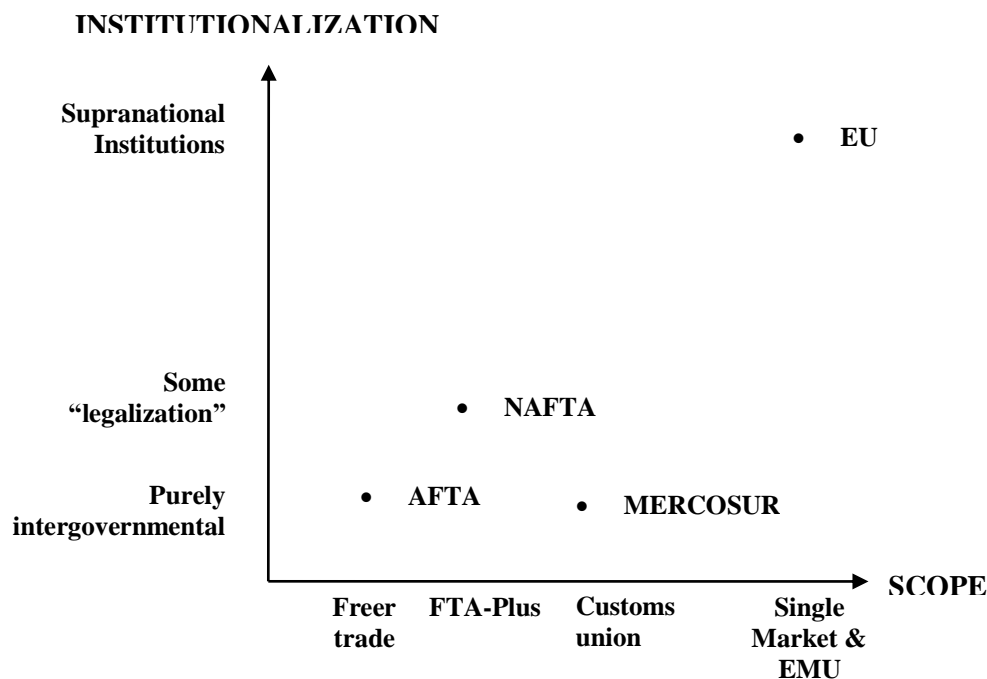 INSTITUTIONALIZATION
Supranational
Institutions
EU
Some
“legalization”
NAFTA
Purely
intergovernmental
AFTA
MERCOSUR
SCOPE
Freer
trade
FTA-Plus
Customs
union
Single
Market &
EMU